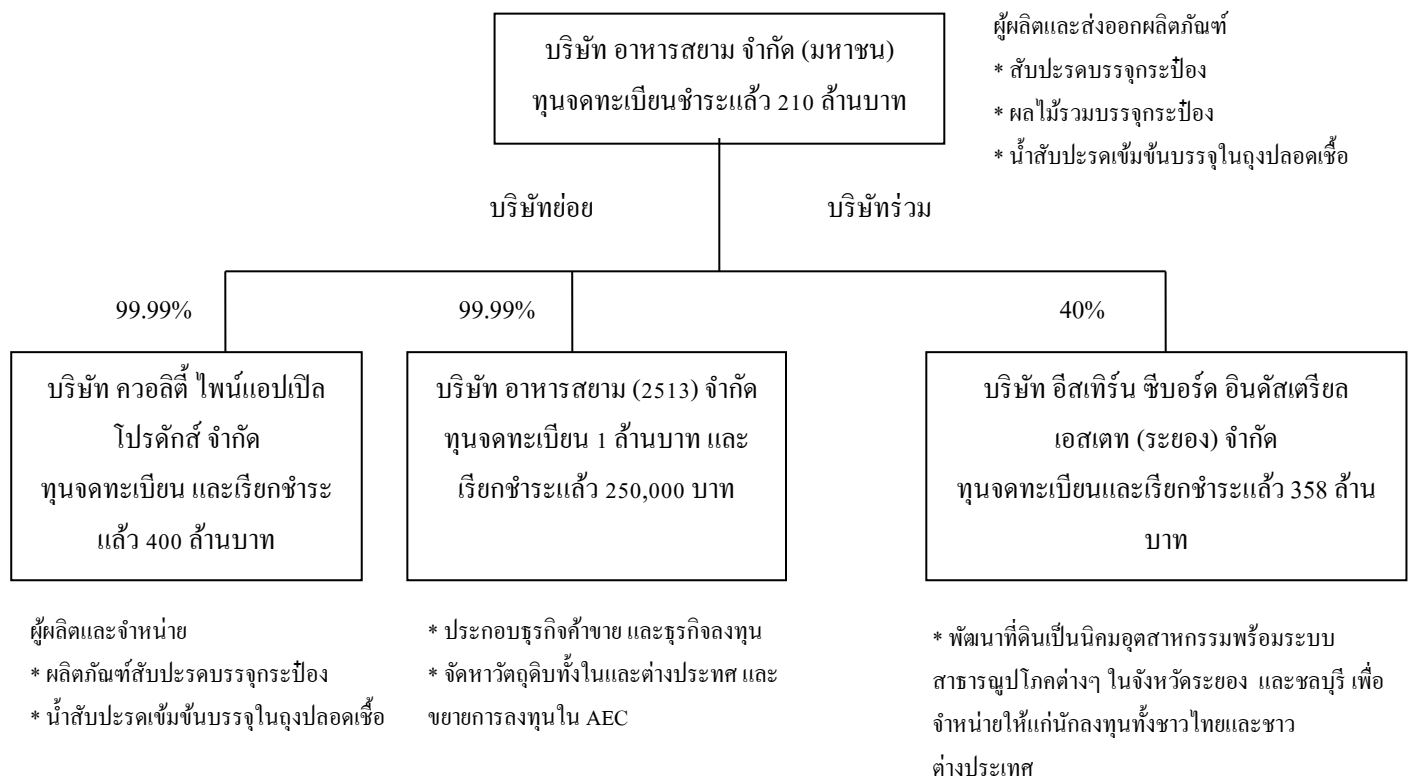 บริษัท อาหารสยาม จำกัด (มหาชน)
ทุนจดทะเบียนชำระแล้ว 210 ล้านบาท
ผู้ผลิตและส่งออกผลิตภัณฑ์
* สับปะรดบรรจุกระป๋อง
* ผลไม้รวมบรรจุกระป๋อง
* น้ำสับปะรดเข้มข้นบรรจุในถุงปลอดเชื้อ
บริษัทย่อย
บริษัทร่วม
99.99%
99.99%
40%
บริษัท ควอลิตี้ ไพน์แอปเปิล
โปรดักส์ จำกัด
ทุนจดทะเบียน และเรียกชำระ
แล้ว 400 ล้านบาท
บริษัท อาหารสยาม (2513) จำกัด
ทุนจดทะเบียน 1 ล้านบาท และ
เรียกชำระแล้ว 250,000 บาท
บริษัท อีสเทิร์น ซีบอร์ด อินดัสเตรียล
เอสเตท (ระยอง) จำกัด
ทุนจดทะเบียนและเรียกชำระแล้ว 358 ล้าน
บาท
ผู้ผลิตและจำหน่าย
* ผลิตภัณฑ์สับปะรดบรรจุกระป๋อง
* น้ำสับปะรดเข้มข้นบรรจุในถุงปลอดเชื้อ
* ประกอบธุรกิจค้าขาย และธุรกิจลงทุน
* จัดหาวัตถุดิบทั้งในและต่างประทศ และ
ขยายการลงทุนใน AEC
* พัฒนาที่ดินเป็นนิคมอุตสาหกรรมพร้อมระบบ
สาธารณูปโภคต่างๆ ในจังหวัดระยอง และชลบุรี เพื่อ
จำหน่ายให้แก่นักลงทุนทั้งชาวไทยและชาว
ต่างประเทศ